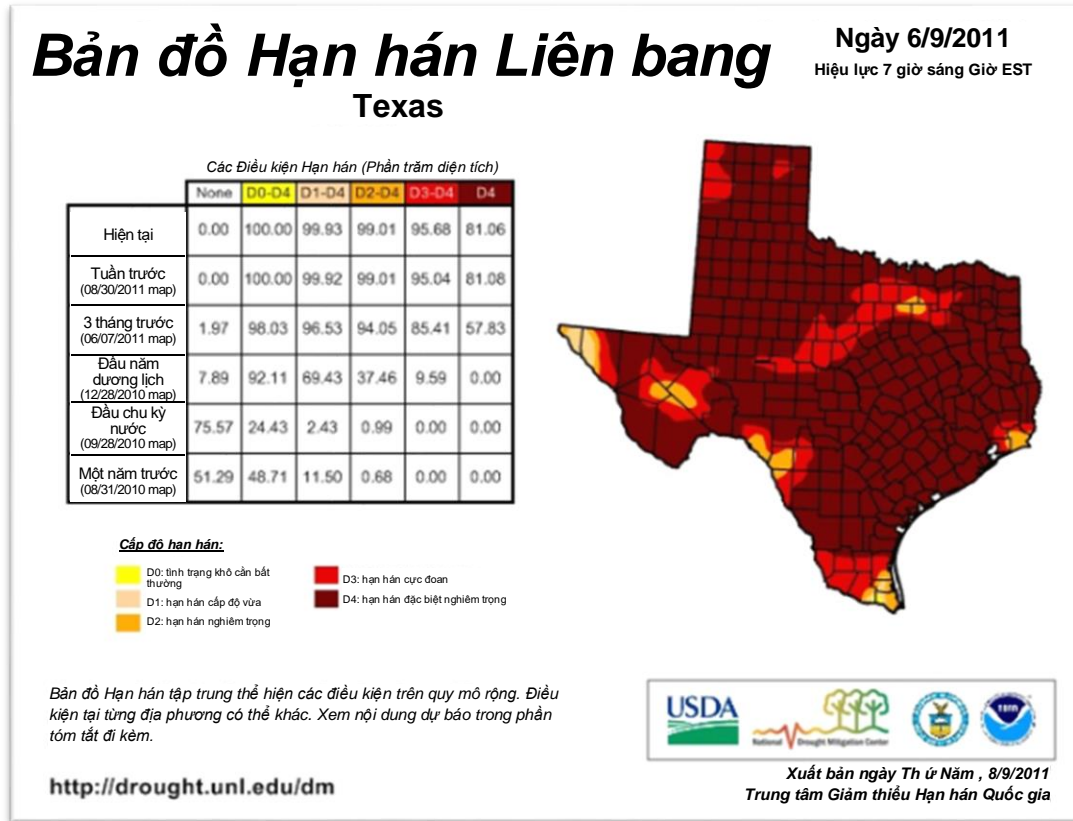 Bản đồ Hạn hán Liên bang
Texas
Ngày 6/9/2011
Hiệu lực 7 giờ sáng Giờ EST
Các Điều kiện Hạn hán (Phần trăm diện tích)
None D0-D4 D1-D4 D2-D4 D3-D4 D4
Hiện tại 0.00 100.00 99.93 99.01 95.68 81.06
Tuần trước
(08/30/2011 map) 0.00 100.00 99.92 99.01 95.04 81.08
3 tháng trước
(06/07/2011 map) 1.97 98.03 96.53 94.05 85.41 57.83
Đầu năm
dương lịch
(12/28/2010 map) 7.89 92.11 69.43 37.46 9.59 0.00
Đầu chu kỳ
nước
(09/28/2010 map) 75.57 24.43 2.43 0.99 0.00 0.00
Một năm trước
(08/31/2010 map) 51.29 48.71 11.50 0.68 0.00 0.00
Cấp đô han hán:
D0: tình trạng khô cằn bất
thường
D1: hạn hán cấp độ vừa
D2: hạn hán nghiêm trọng
D3: hạn hán cực đoan
D4: hạn hán đặc biệt nghiêm trọng
Bản đồ Hạn hán tập trung thể hiện các điều kiện trên quy mô rộng. Điều
kiện tại từng địa phương có thể khác. Xem nội dung dự báo trong phần
tóm tắt đi kèm.
http://drought.unl.edu/dm
USDA
National Drought Mitigation Center
Xuất bản ngày Th ứ Năm , 8/9/2011
Trung tâm Giảm thiểu Hạn hán Quốc gia